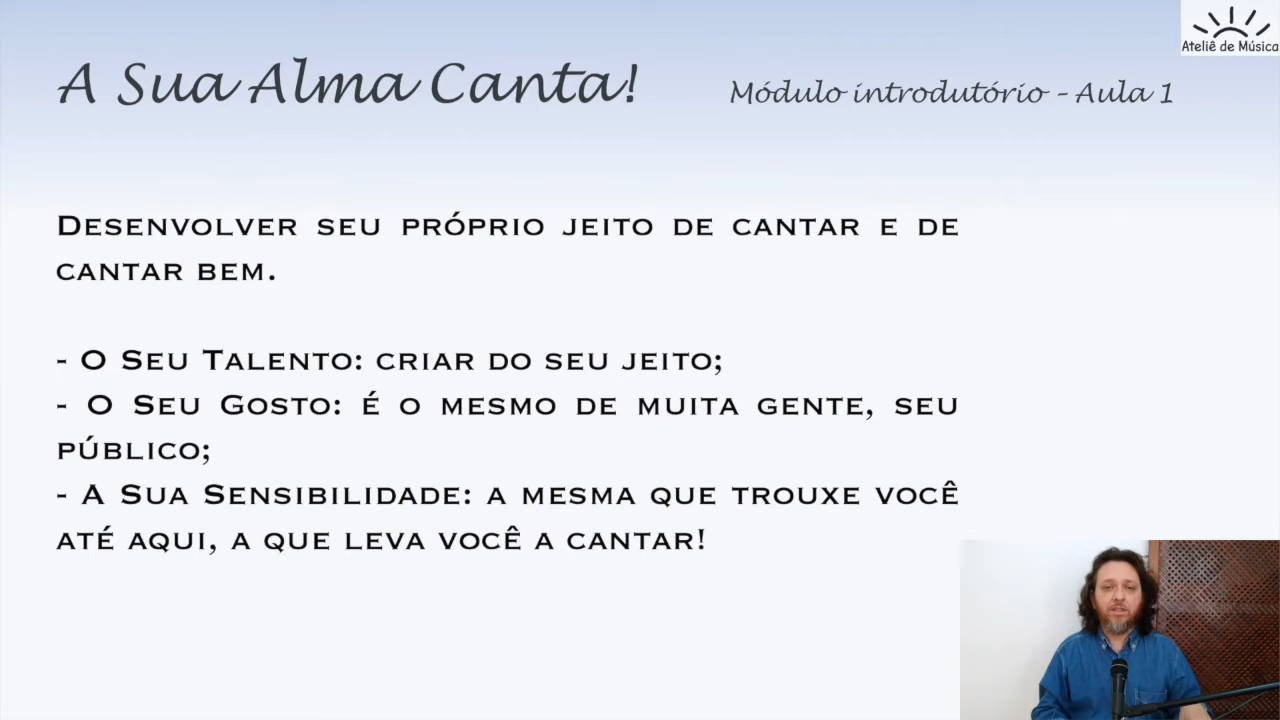 Ateliê de Música
A Sua Alma Canta!
Módulo introdutório – Aula 1
Desenvolver seu próprio jeito de cantar e de
cantar bem.
- O Seu Talento: criar do seu jeito;
- O Seu Gosto: é o mesmo de muita gente, seu
público;
- A Sua Sensibilidade: a mesma que trouxe você
até aqui, a que leva você a cantar!